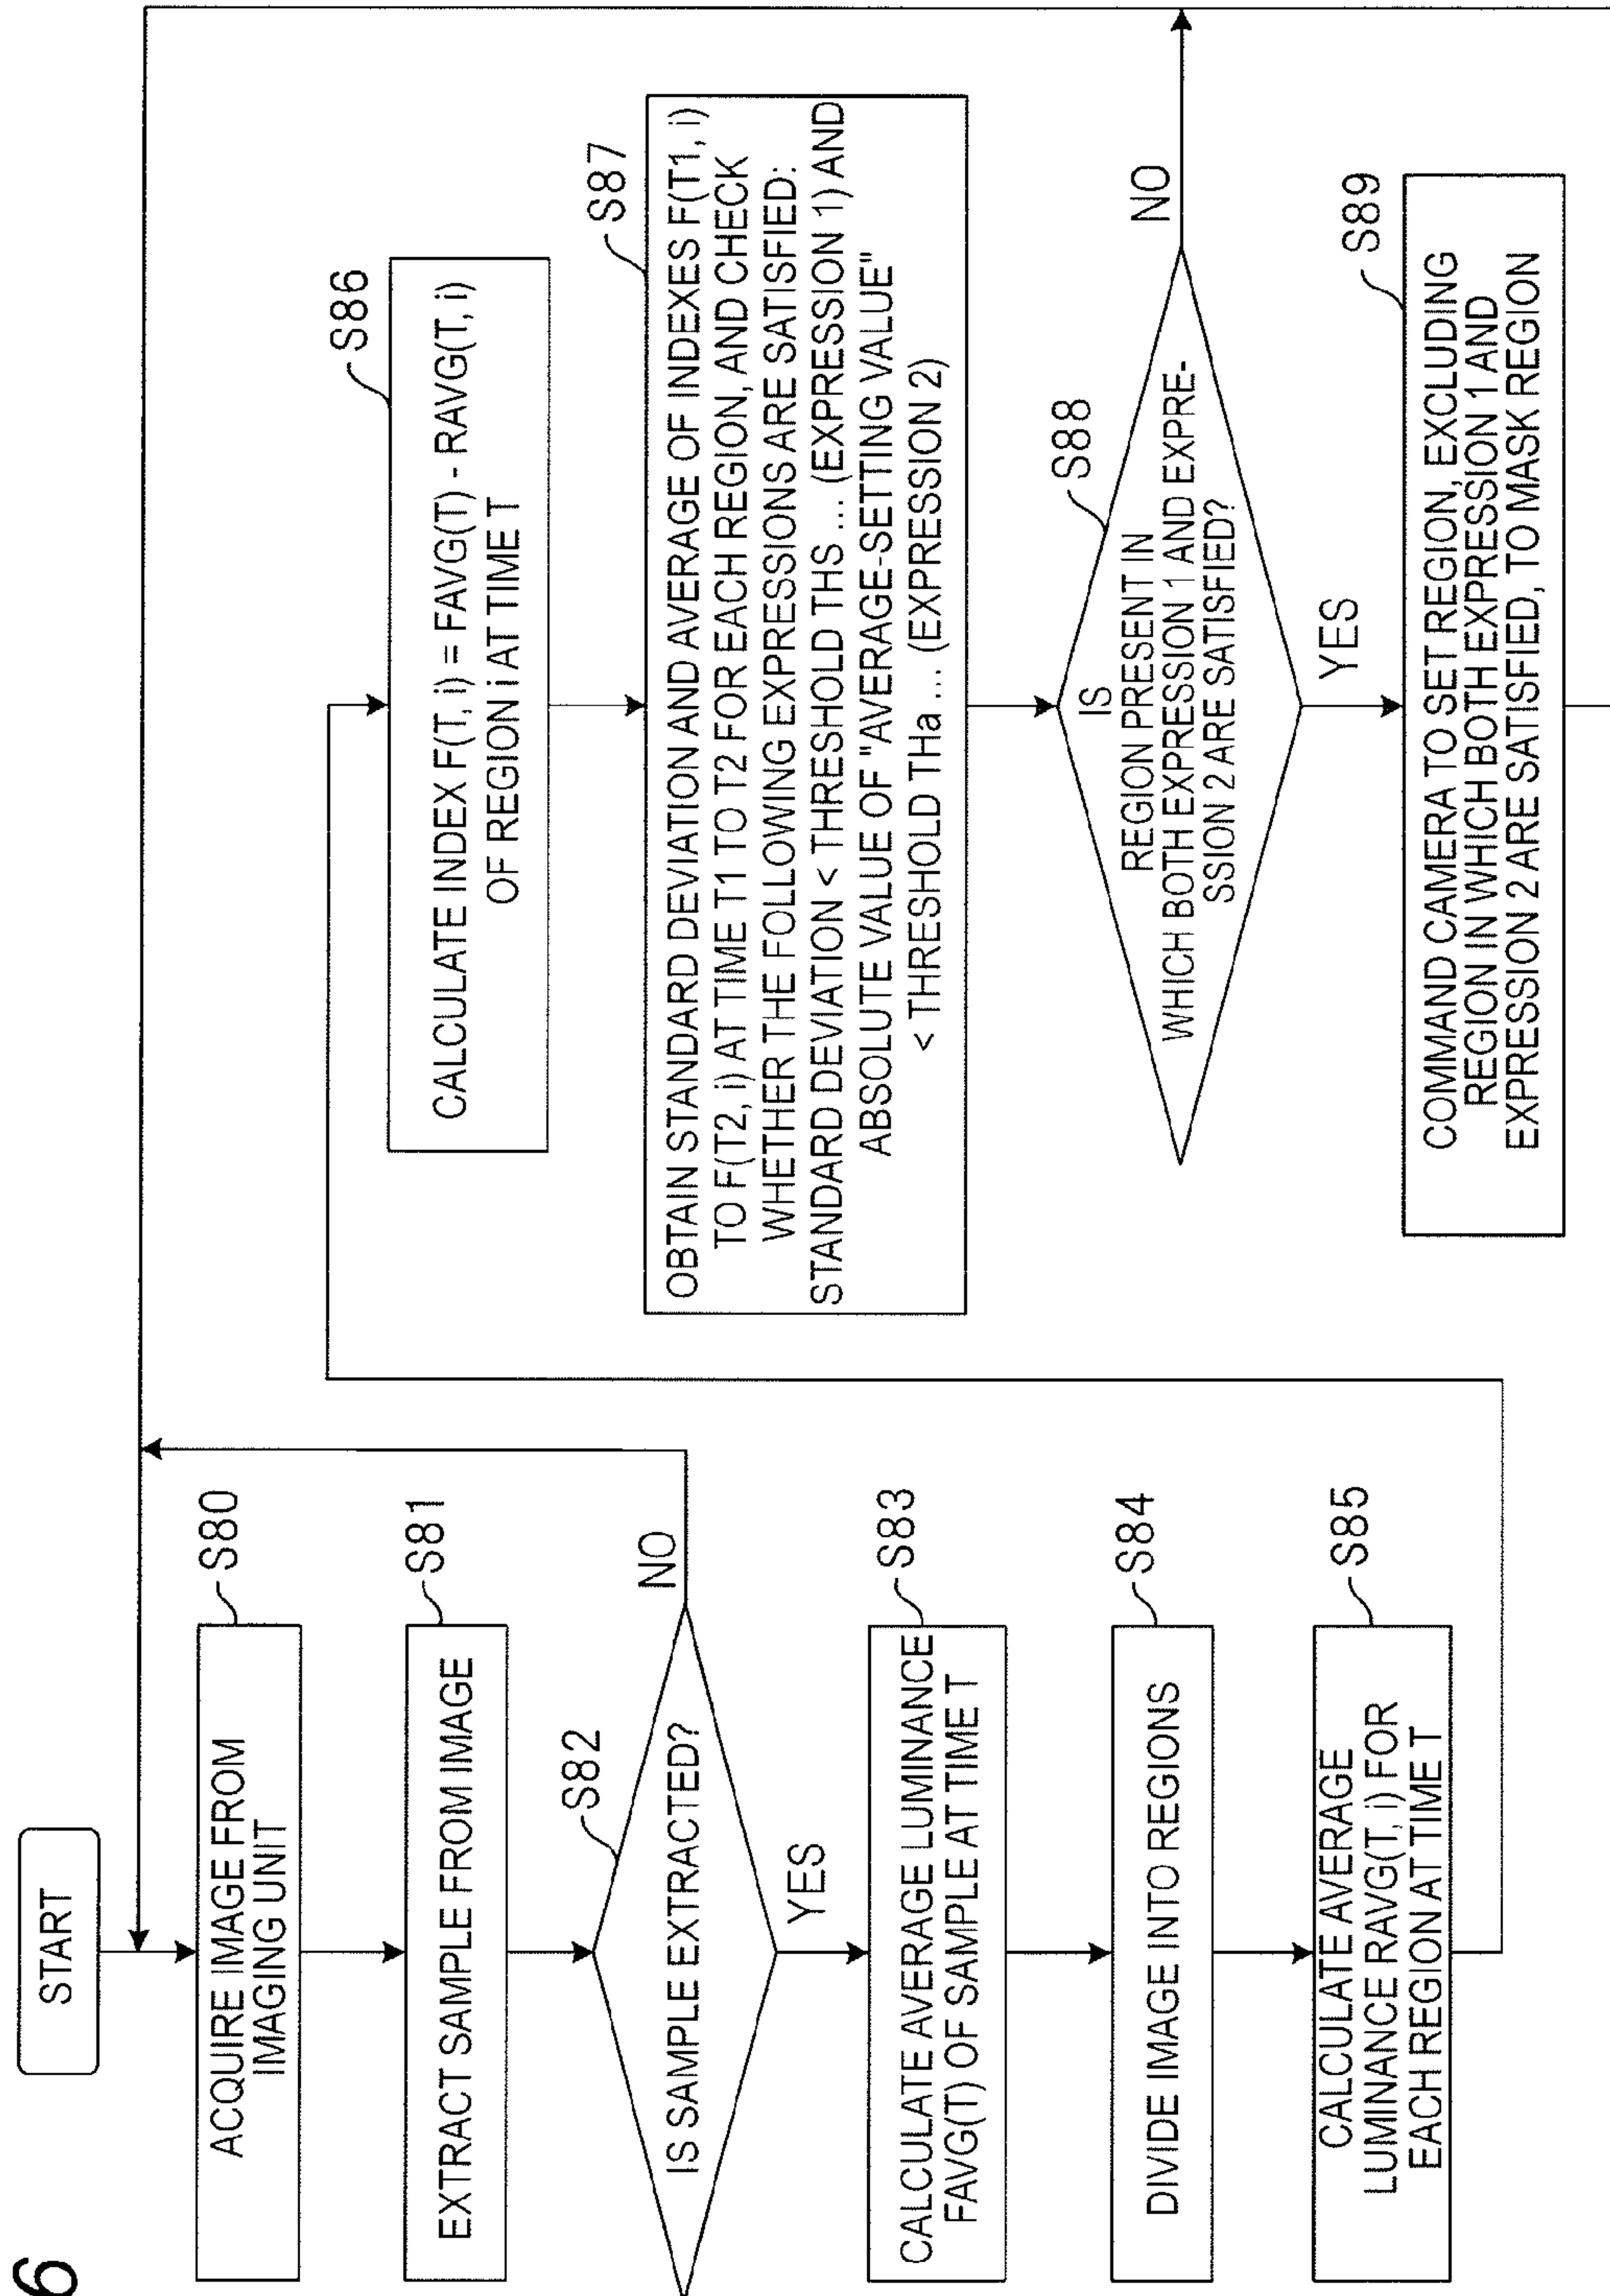 6
START
ACQUIRE IMAGE FROM
IMAGING UNIT
S80
EXTRACT SAMPLE FROM IMAGE
S81
IS SAMPLE EXTRACTED?
S82
NO
YES
CALCULATE AVERAGE LUMINANCE
FAVG(T) OF SAMPLE AT TIME T
S83
DIVIDE IMAGE INTO REGIONS
S84
CALCULATE AVERAGE
LUMINANCE RAVG(T, i) FOR
EACH REGION AT TIME T
S85
CALCULATE INDEX F(T, i) = FAVG(T) - RAVG(T, i)
OF REGION i AT TIME T
S86
OBTAIN STANDARD DEVIATION AND AVERAGE OF INDEXES F(T1, i)
TO F(T2, i) AT TIME T1 TO T2 FOR EACH REGION, AND CHECK
WHETHER THE FOLLOWING EXPRESSIONS ARE SATISFIED:
STANDARD DEVIATION < THRESHOLD THS ... (EXPRESSION 1) AND
ABSOLUTE VALUE OF "AVERAGE-SETTING VALUE"
< THRESHOLD THa ... (EXPRESSION 2)
S87
IS
REGION PRESENT IN
WHICH BOTH EXPRESSION 1 AND EXPRE-
SSION 2 ARE SATISFIED?
S88
NO
YES
COMMAND CAMERA TO SET REGION, EXCLUDING
REGION IN WHICH BOTH EXPRESSION 1 AND
EXPRESSION 2 ARE SATISFIED, TO MASK REGION
S89